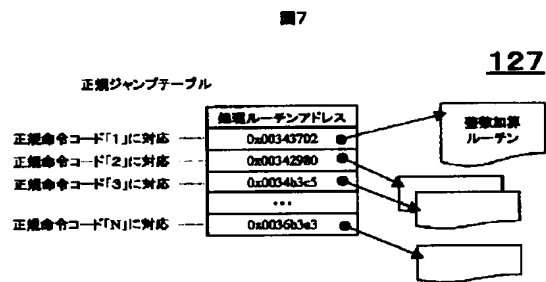 図7
127
正規ジャンプテーブル
処理ルーチンアドレス
正規命令コード「1」に対応
0x00343702
整数加算
ルーチン
正規命令コード「2」に対応
0x00342980
正規命令コード「3」に対応
0x0034b3c5
...
正規命令コード「N」に対応
0x0036b3a3